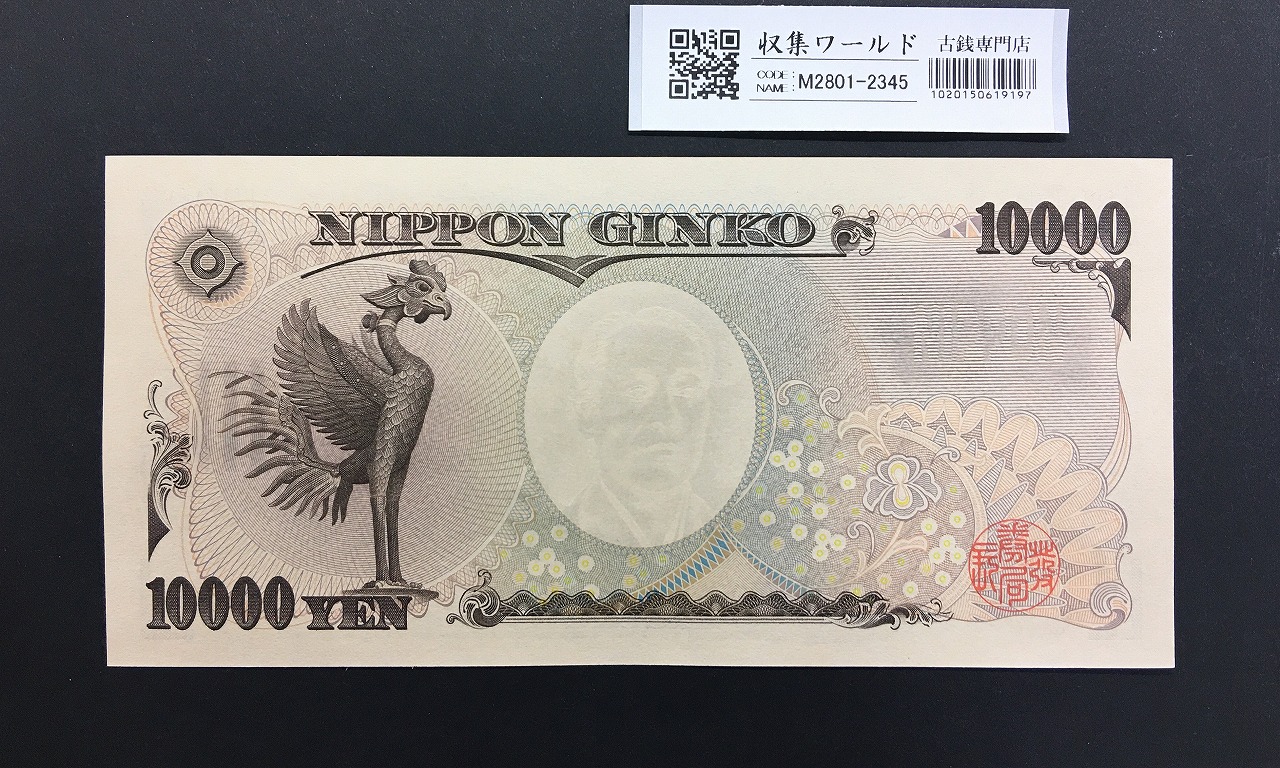 収集ワールド 古銭専門店
CODE:
NAME: M2801-2345
1020150619197
NIPPON GINKO
10000
10000 YEN